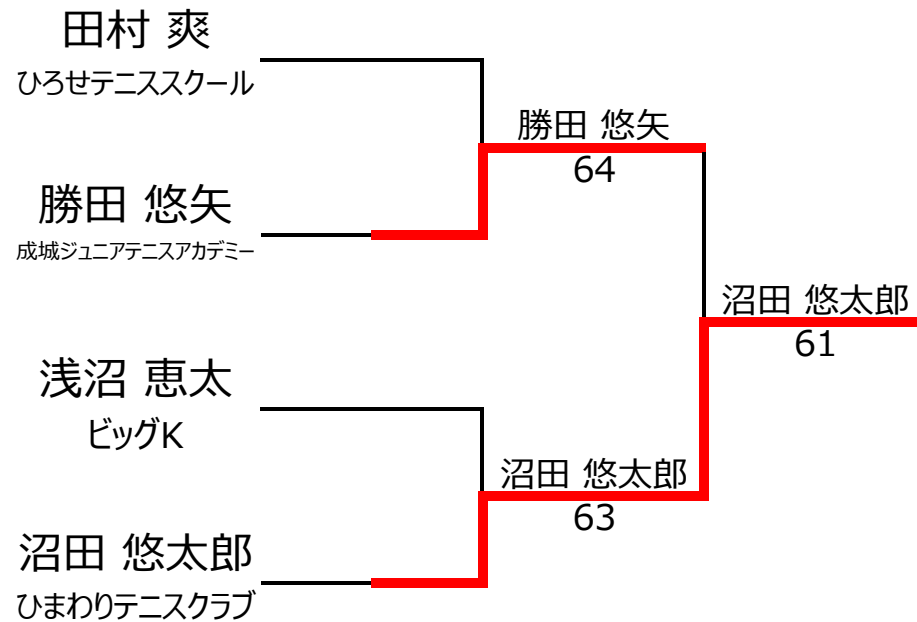 田村 爽
ひろせテニススクール
勝田 悠矢
64
勝田 悠矢
成城ジュニアテニスアカデミー
沼田 悠太郎
61
浅沼 恵太
ビッグK
沼田 悠太郎
63
沼田 悠太郎
ひまわりテニスクラブ